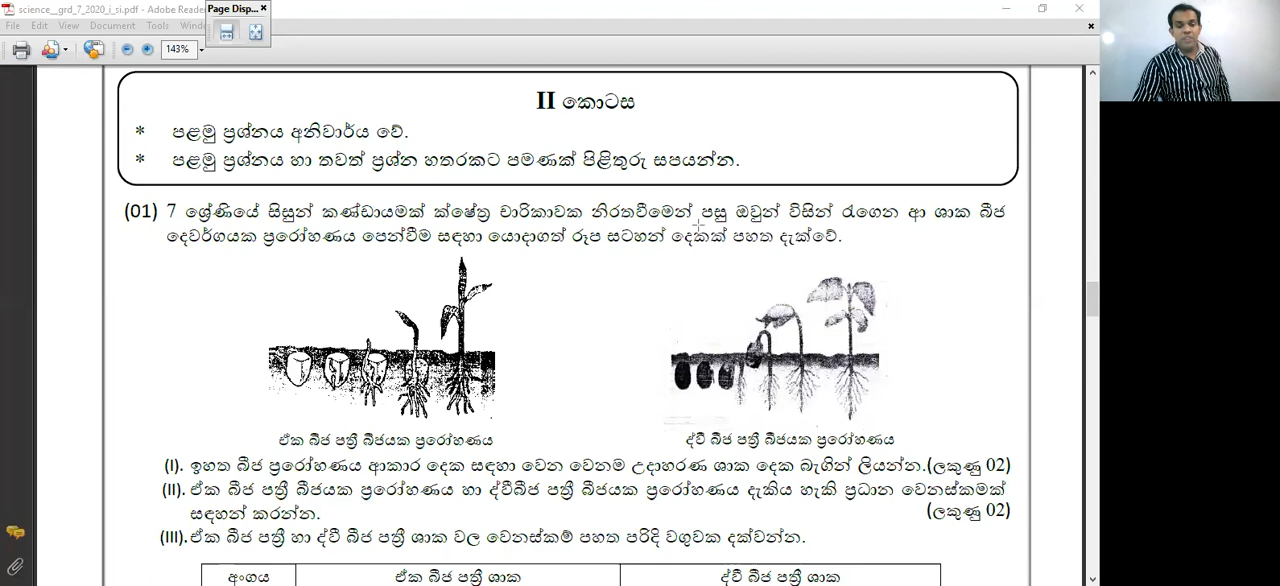 science__grd_7_2020_i_si.pdf - Adobe Reader
Page Disp...
File Edit View Document Tools
143%
II කොටස
* පළමු ප්‍රශ්නය අනිවාර්ය වේ.
* පළමු ප්‍රශ්නය හා තවත් ප්‍රශ්න හතරකට පමණක් පිළිතුරු සපයන්න.
(01) 7 ශ්‍රේණියේ සිසුන් කණ්ඩායමක් ක්ෂේත්‍ර චාරිකාවක නිරතවීමෙන් පසු ඔවුන් විසින් රැගෙන ආ ශාක බීජ
දෙවර්ගයක ප්‍රරෝහණය පෙන්වීම සඳහා යොදාගත් රූප සටහන් දෙකක් පහත දැක්වේ.
ඒක බීජ පත්‍රී බීජයක ප්‍රරෝහණය
ද්වී බීජ පත්‍රී බීජයක ප්‍රරෝහණය
(I). ඉහත බීජ ප්‍රරෝහණය ආකාර දෙක සඳහා වෙන වෙනම උදාහරණ ශාක දෙක බැගින් ලියන්න.(ලකුණු 02)
(II). ඒක බීජ පත්‍රී බීජයක ප්‍රරෝහණය හා ද්වීබීජ පත්‍රී බීජයක ප්‍රරෝහණය දැකිය හැකි ප්‍රධාන වෙනස්කමක්
සඳහන් කරන්න. (ලකුණු 02)
(III). ඒක බීජ පත්‍රී හා ද්වී බීජ පත්‍රී ශාක වල වෙනස්කම් පහත පරිදි වගුවක දක්වන්න.
අංගය ඒක බීජ පත්‍රී ශාක ද්වී බීජ පත්‍රී ශාක